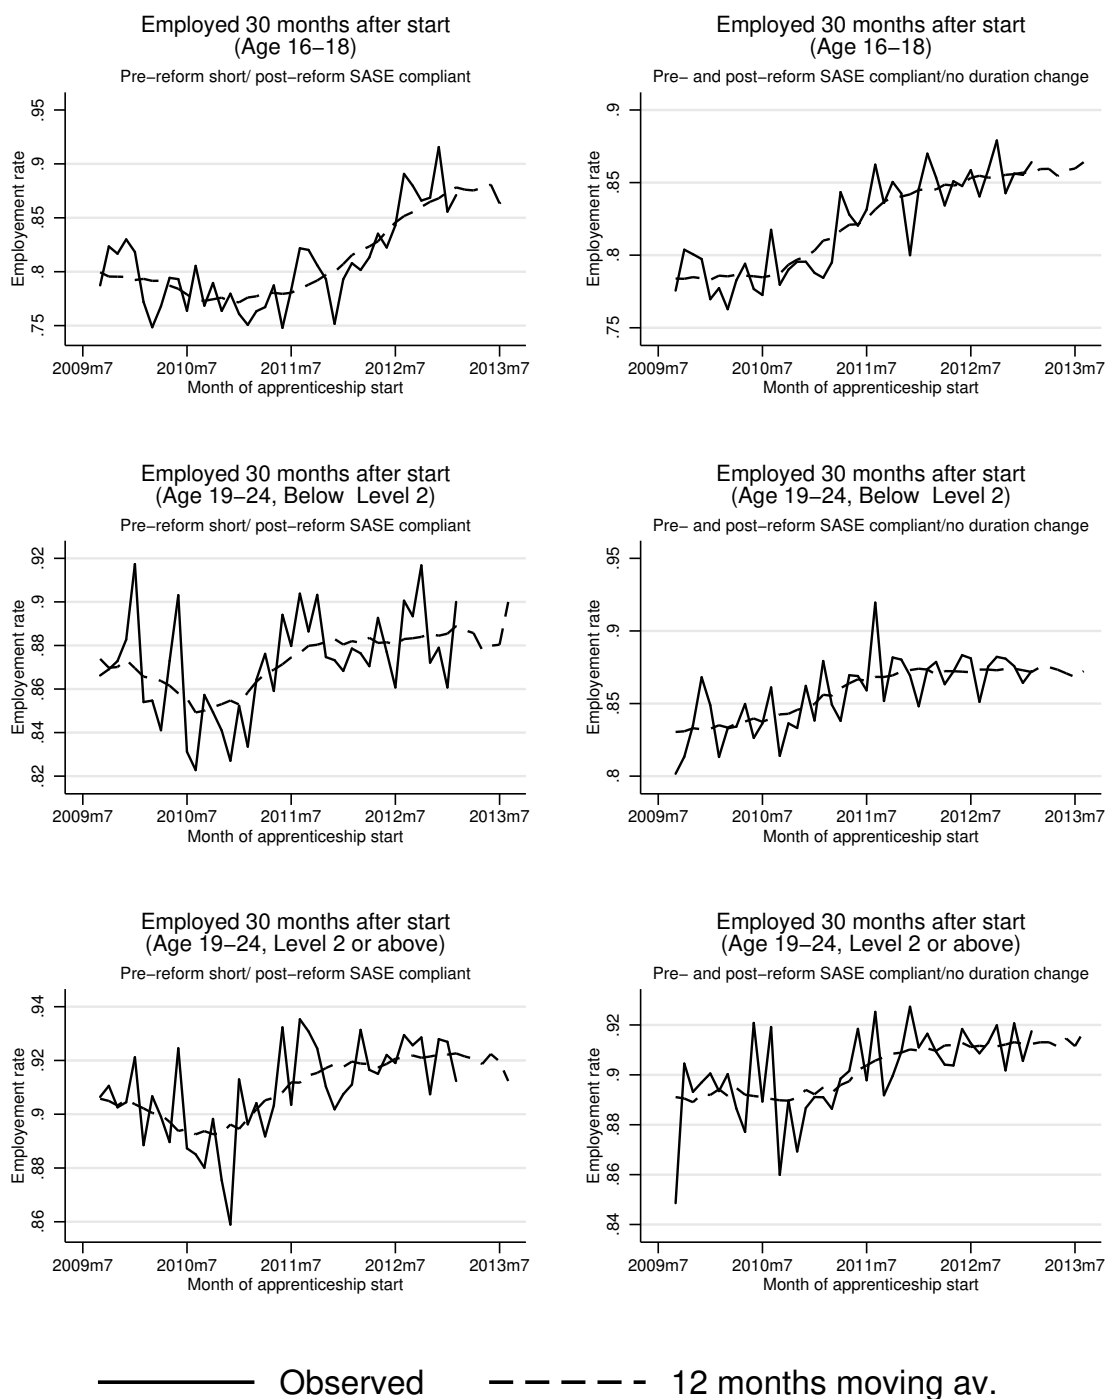 Employed 30 months after start
(Age 16−18)
Pre−reform short/ post−reform SASE compliant
Employement rate
.95
.9
.85
.8
.75
2009m7 2010m7 2011m7 2012m7 2013m7
Month of apprenticeship start
Employed 30 months after start
(Age 16−18)
Pre− and post−reform SASE compliant/no duration change
Employement rate
.9
.85
.8
.75
2009m7 2010m7 2011m7 2012m7 2013m7
Month of apprenticeship start
Employed 30 months after start
(Age 19−24, Below Level 2)
Pre−reform short/ post−reform SASE compliant
Employement rate
.92
.9
.88
.86
.84
.82
2009m7 2010m7 2011m7 2012m7 2013m7
Month of apprenticeship start
Employed 30 months after start
(Age 19−24, Below Level 2)
Pre− and post−reform SASE compliant/no duration change
Employement rate
.95
.9
.85
.8
2009m7 2010m7 2011m7 2012m7 2013m7
Month of apprenticeship start
Employed 30 months after start
(Age 19−24, Level 2 or above)
Pre−reform short/ post−reform SASE compliant
Employement rate
.94
.92
.9
.88
.86
2009m7 2010m7 2011m7 2012m7 2013m7
Month of apprenticeship start
Employed 30 months after start
(Age 19−24, Level 2 or above)
Pre− and post−reform SASE compliant/no duration change
Employement rate
.92
.9
.88
.86
.84
2009m7 2010m7 2011m7 2012m7 2013m7
Month of apprenticeship start
Observed 12 months moving av.